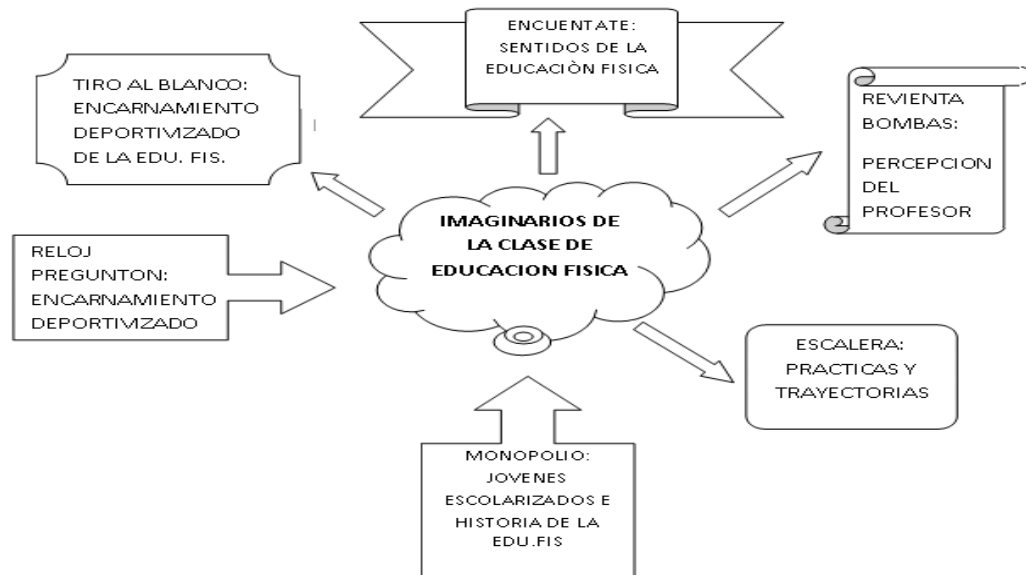 ENCUENTATE:
SENTIDOS DE LA
EDUCACIÒN FISICA
TIRO AL BLANCO:
ENCARNAMIENTO
DEPORTIVIZADO
DE LA EDU. FIS.
REVIENTA
BOMBAS:
PERCEPCION
DEL
PROFESOR
IMAGINARIOS DE
LA CLASE DE
EDUCACION FISICA
RELOJ
PREGUNTON:
ENCARNAMIENTO
DEPORTIVIZADO
ESCALERA:
PRACTICAS Y
TRAYECTORIAS
MONOPOLIO:
JOVENES
ESCOLARIZADOS E
HISTORIA DE LA
EDU.FIS